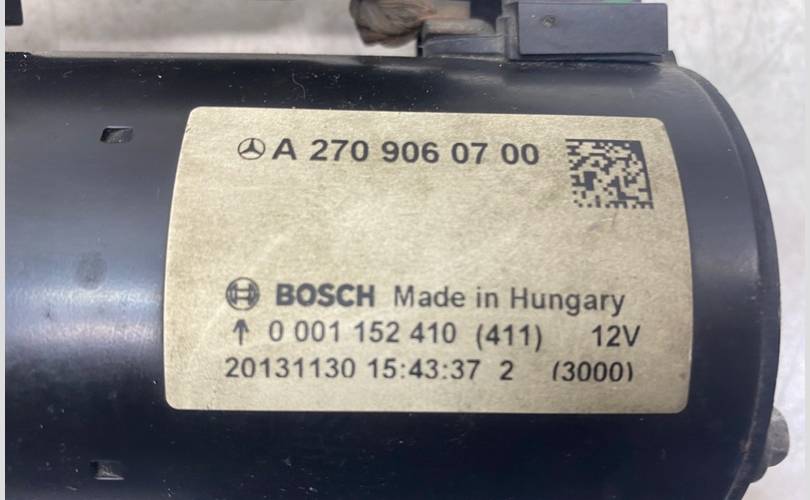 A 270 906 07 00
BOSCH Made in Hungary
↑ 0 001 152 410 (411) 12V
20131130 15:43:37 2 (3000)